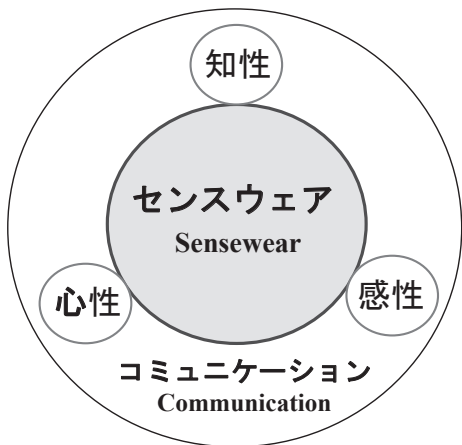 知性
センスウェア
Sensewear
心性
感性
コミュニケーション
Communication